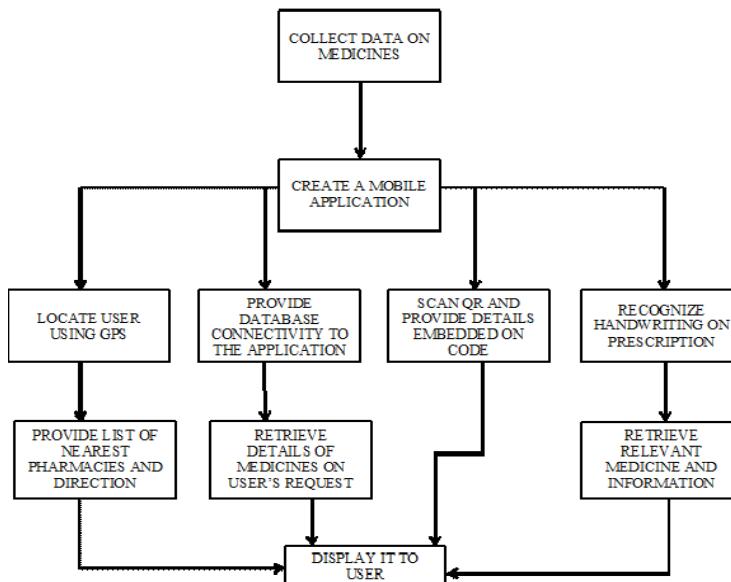 COLLECT DATA ON
MEDICINES
CREATE A MOBILE
APPLICATION
LOCATE USER
USING GPS
PROVIDE
DATABASE
CONNECTIVITY TO
THE APPLICATION
SCAN QR AND
PROVIDE DETAILS
EMBEDDED ON
CODE
RECOGNIZE
HANDWRITING ON
PRESCRIPTION
PROVIDE LIST OF
NEAREST
PHARMACIES AND
DIRECTION
RETRIEVE
DETAILS OF
MEDICINES ON
USER'S REQUEST
RETRIEVE
RELEVANT
MEDICINE AND
INFORMATION
DISPLAY IT TO
USER